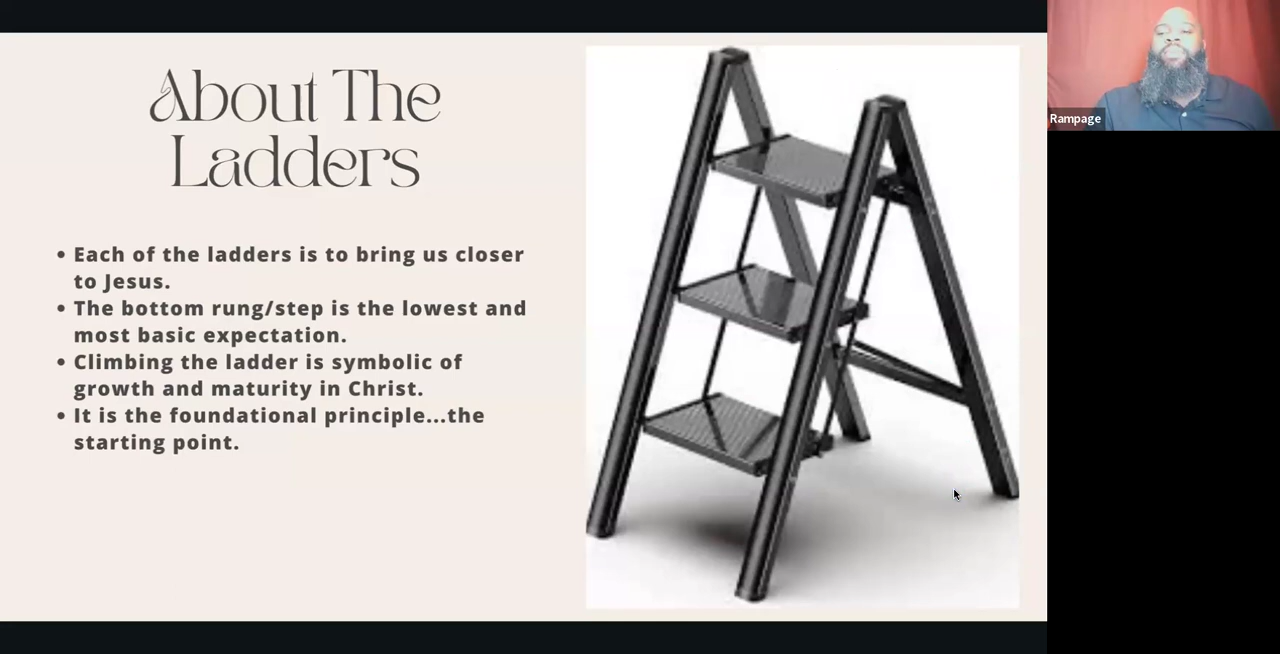 About The
Ladders
• Each of the ladders is to bring us closer
to Jesus.
• The bottom rung/step is the lowest and
most basic expectation.
• Climbing the ladder is symbolic of
growth and maturity in Christ.
• It is the foundational principle...the
starting point.
Rampage